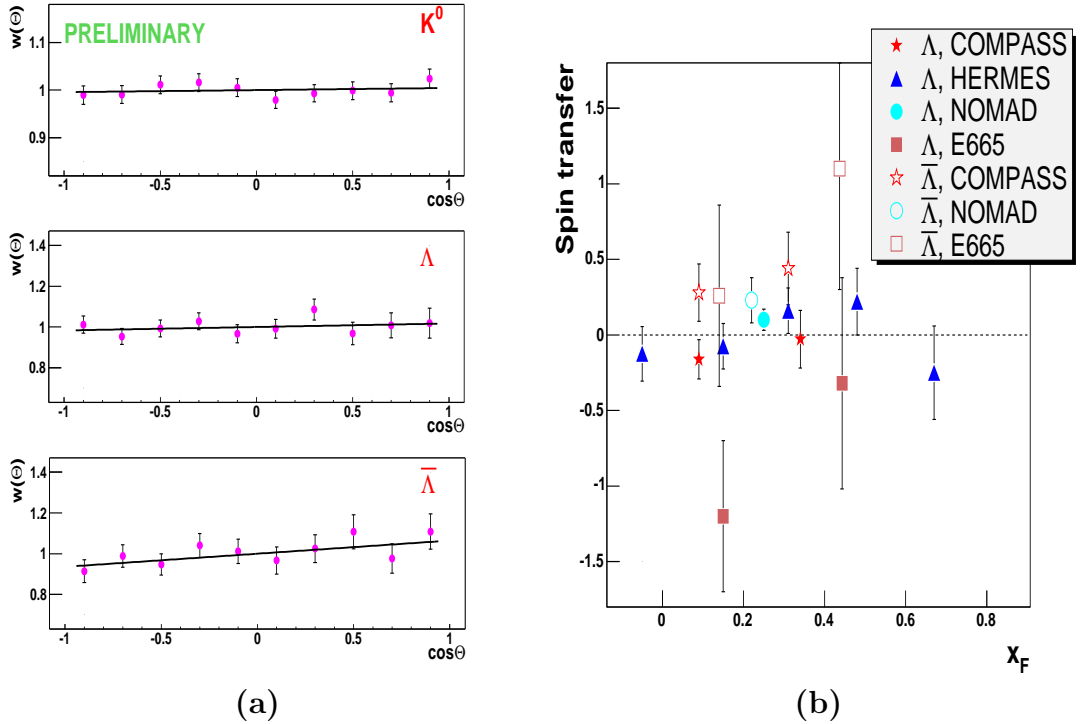 w(Θ)
PRELIMINARY
K⁰
1.1
1
0.9
-1 -0.5 0 0.5 1
cosΘ
w(Θ)
Λ
1.4
1.2
1
0.8
-1 -0.5 0 0.5 1
cosΘ
w(Θ)
Λ̅
1.4
1.2
1
0.8
-1 -0.5 0 0.5 1
cosΘ
(a)
Spin transfer
1.5
1
0.5
0
-0.5
-1
-1.5
0 0.2 0.4 0.6 0.8
x_F
Λ, COMPASS
Λ, HERMES
Λ, NOMAD
Λ, E665
Λ̅, COMPASS
Λ̅, NOMAD
Λ̅, E665
(b)